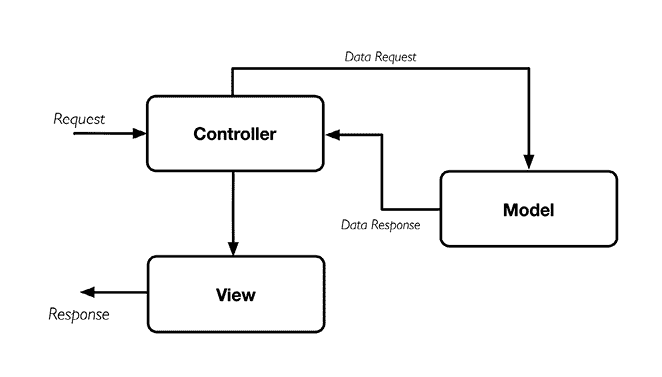 Data Request
Request
Controller
Model
Data Response
View
Response